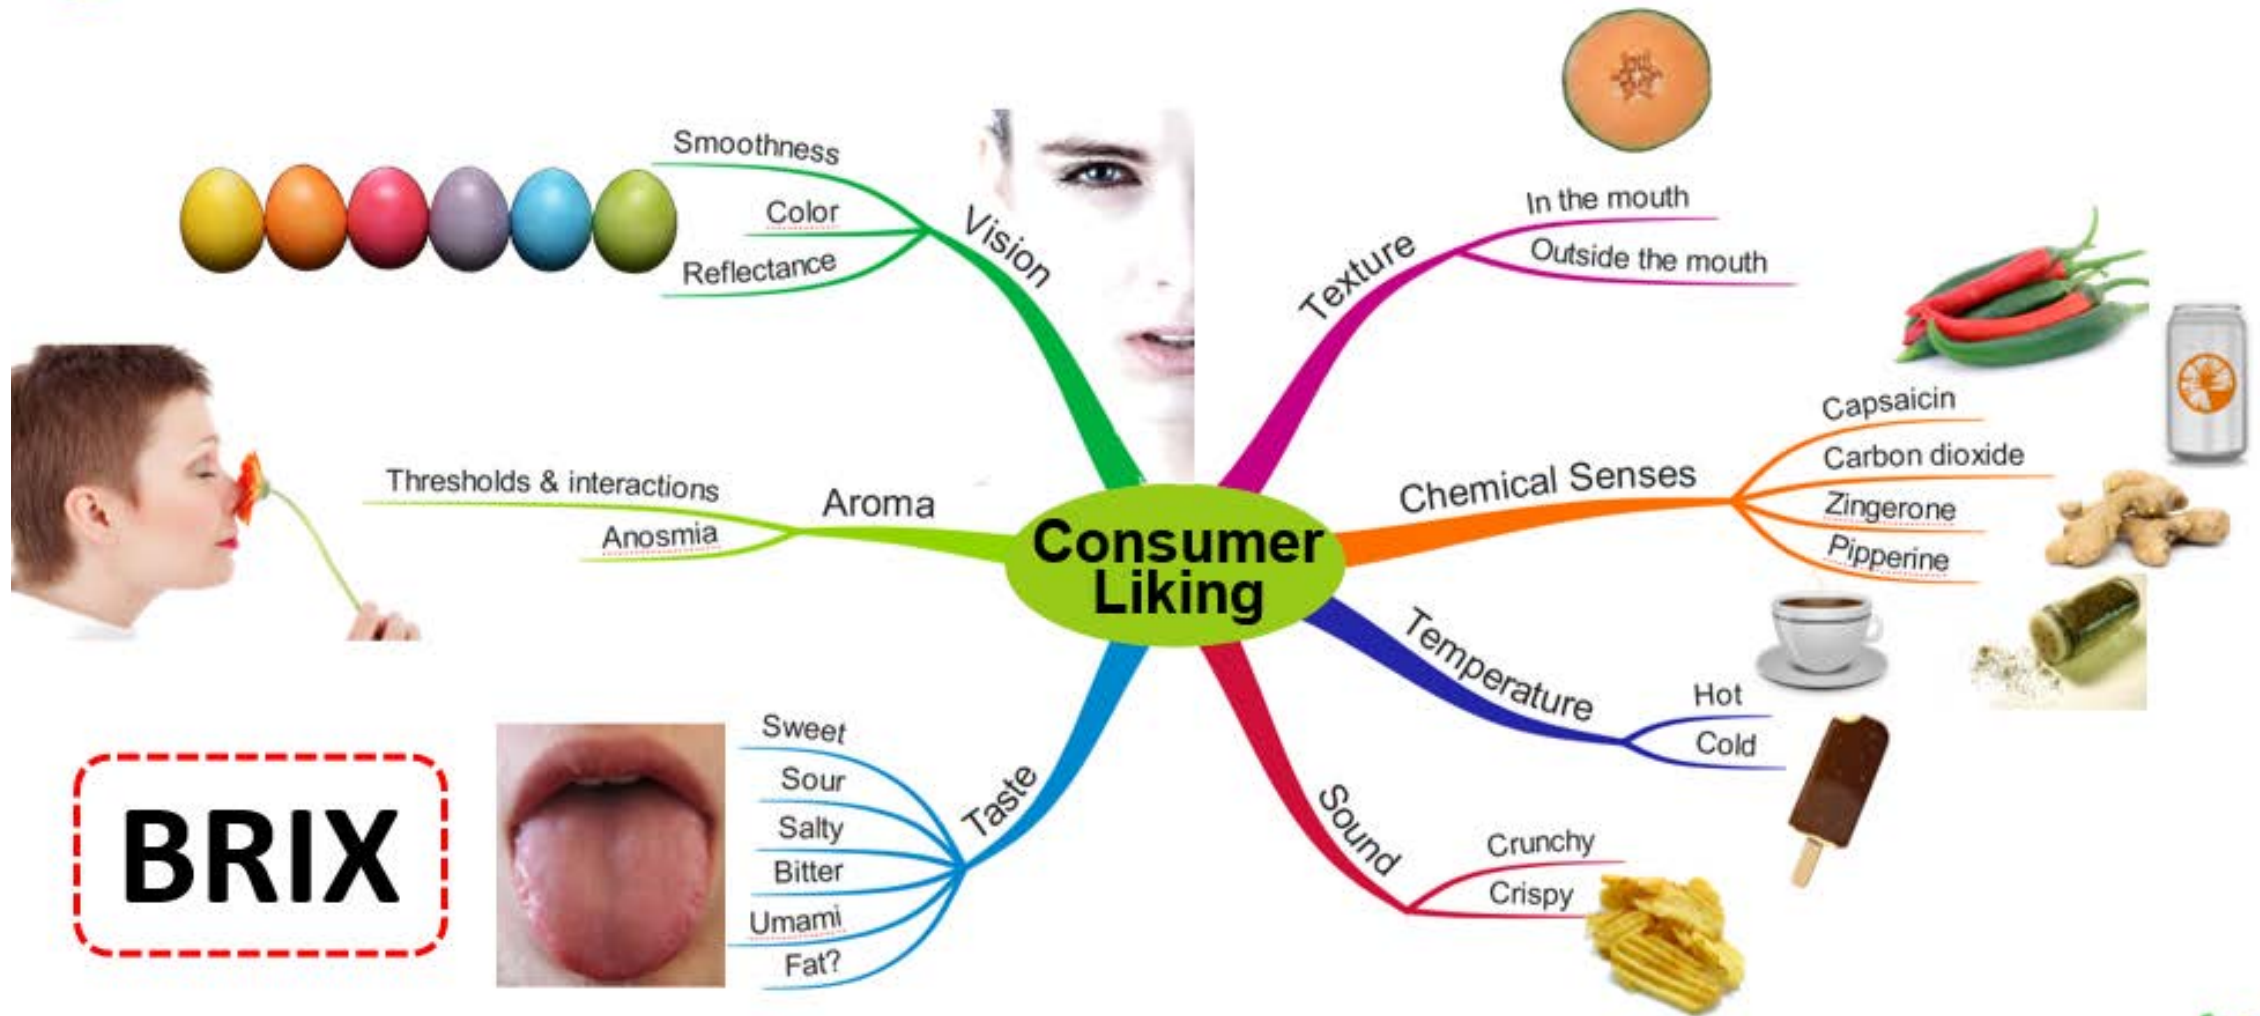 Smoothness
Color
Reflectance
Vision
Thresholds & interactions
Anosmia
Aroma
Sweet
Sour
Salty
Bitter
Umami
Fat?
Taste
BRIX
Consumer
Liking
Texture
In the mouth
Outside the mouth
Chemical Senses
Capsaicin
Carbon dioxide
Zingerone
Pipperine
Temperature
Hot
Cold
Sound
Crunchy
Crispy